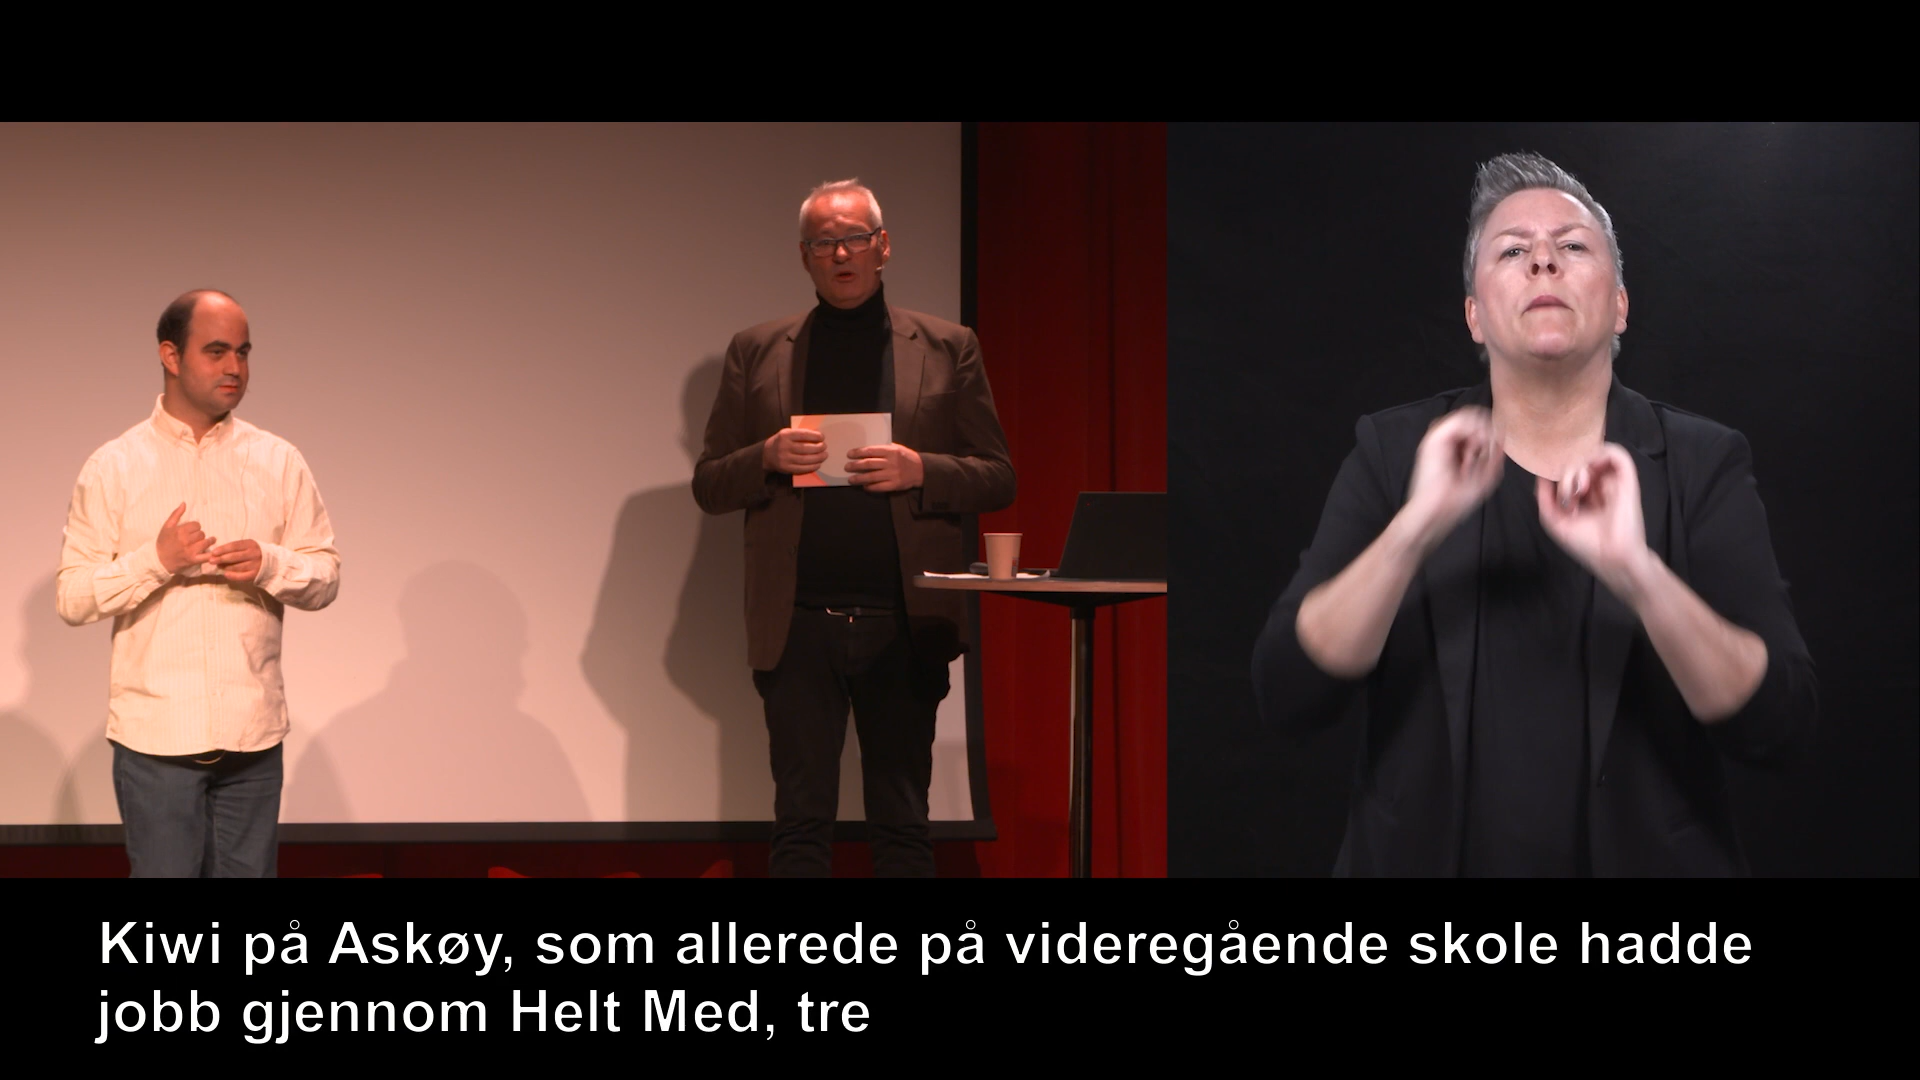 Kiwi på Askøy, som allerede på videregående skole hadde
jobb gjennom Helt Med, tre